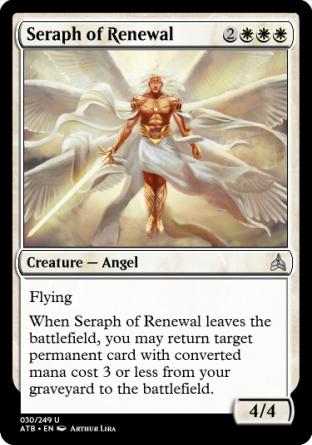 Seraph of Renewal 2
Creature — Angel
Flying
When Seraph of Renewal leaves the
battlefield, you may return target
permanent card with converted
mana cost 3 or less from your
graveyard to the battlefield.
4/4
030/249 U
ATB • EN Arthur Lira